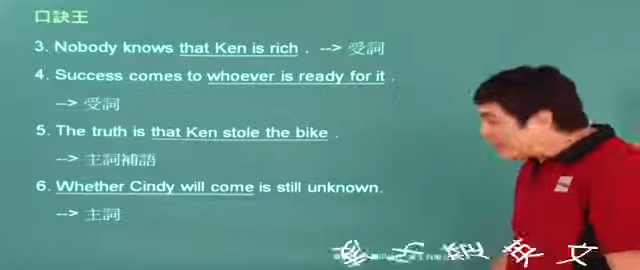 口訣王
3. Nobody knows that Ken is rich . --> 受詞
4. Success comes to whoever is ready for it .
--> 受詞
5. The truth is that Ken stole the bike .
--> 主詞補語
6. Whether Cindy will come is still unknown.
--> 主詞
英文